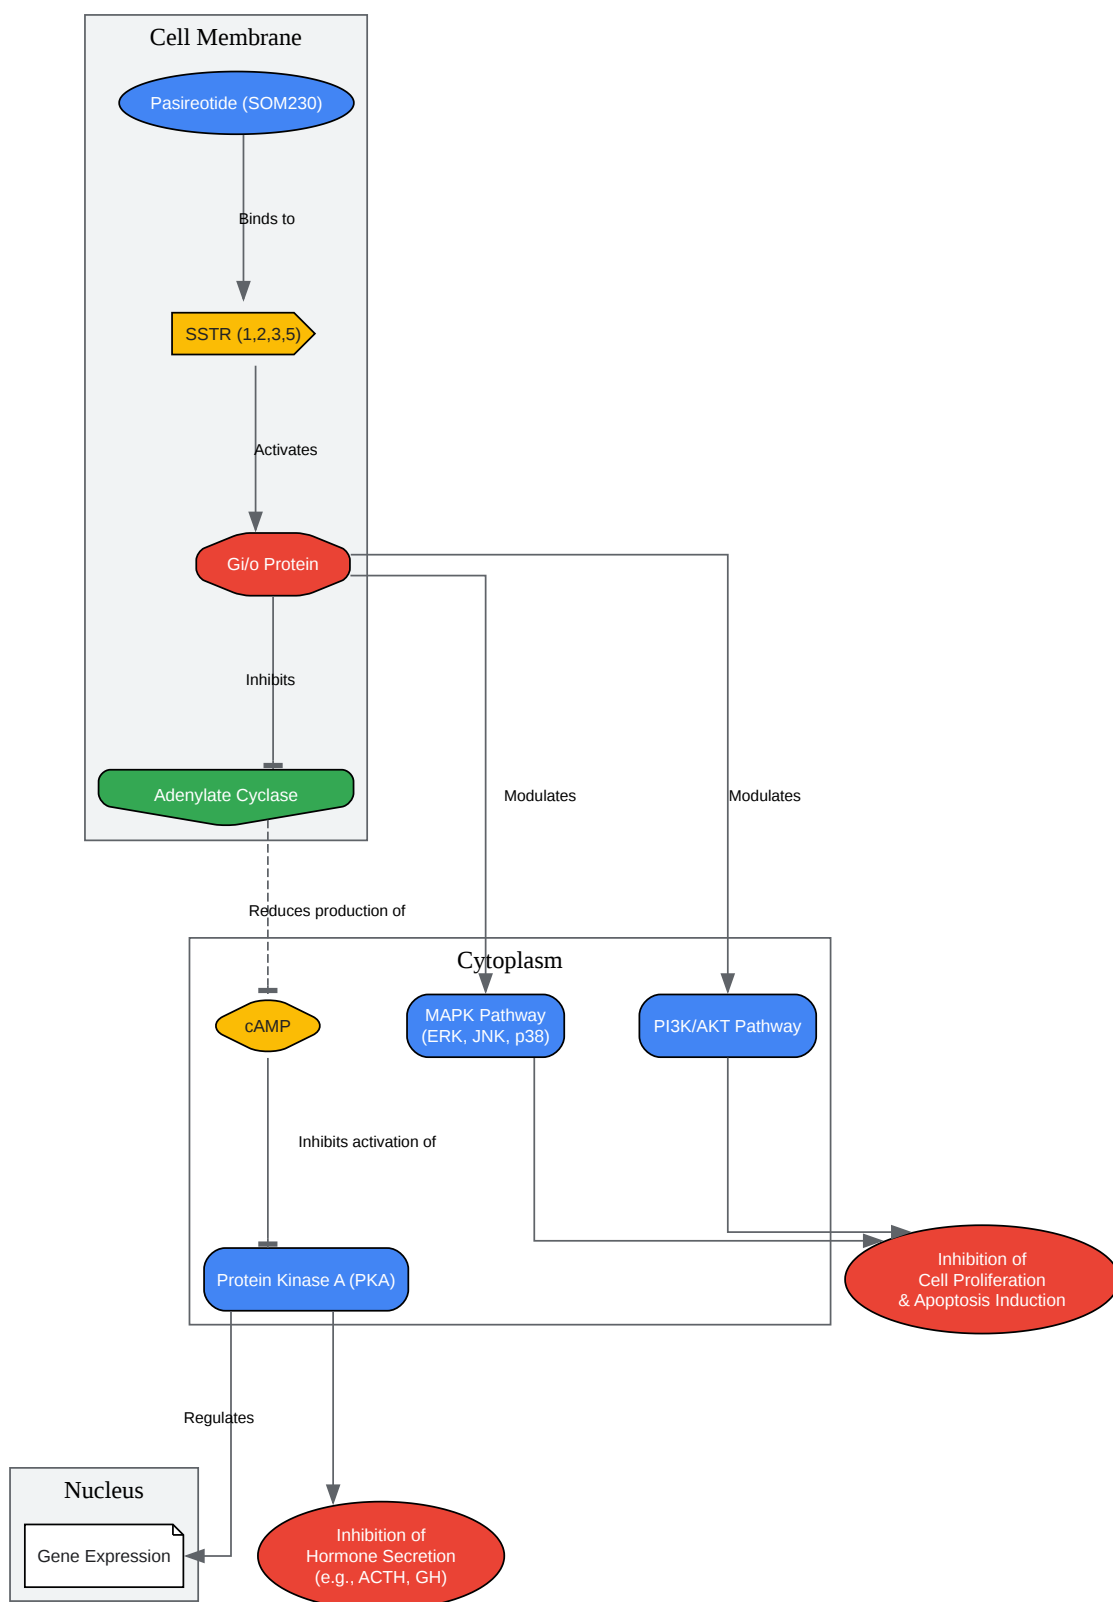 Cell Membrane
Pasireotide (SOM230)
Binds to
SSTR (1,2,3,5)
Activates
Gi/o Protein
Inhibits
Modulates
Modulates
Adenylate Cyclase
Reduces production of
Cytoplasm
cAMP
MAPK Pathway
(ERK, JNK, p38)
PI3K/AKT Pathway
Inhibits activation of
Protein Kinase A (PKA)
Inhibition of
Cell Proliferation
& Apoptosis Induction
Regulates
Nucleus
Gene Expression
Inhibition of
Hormone Secretion
(e.g., ACTH, GH)